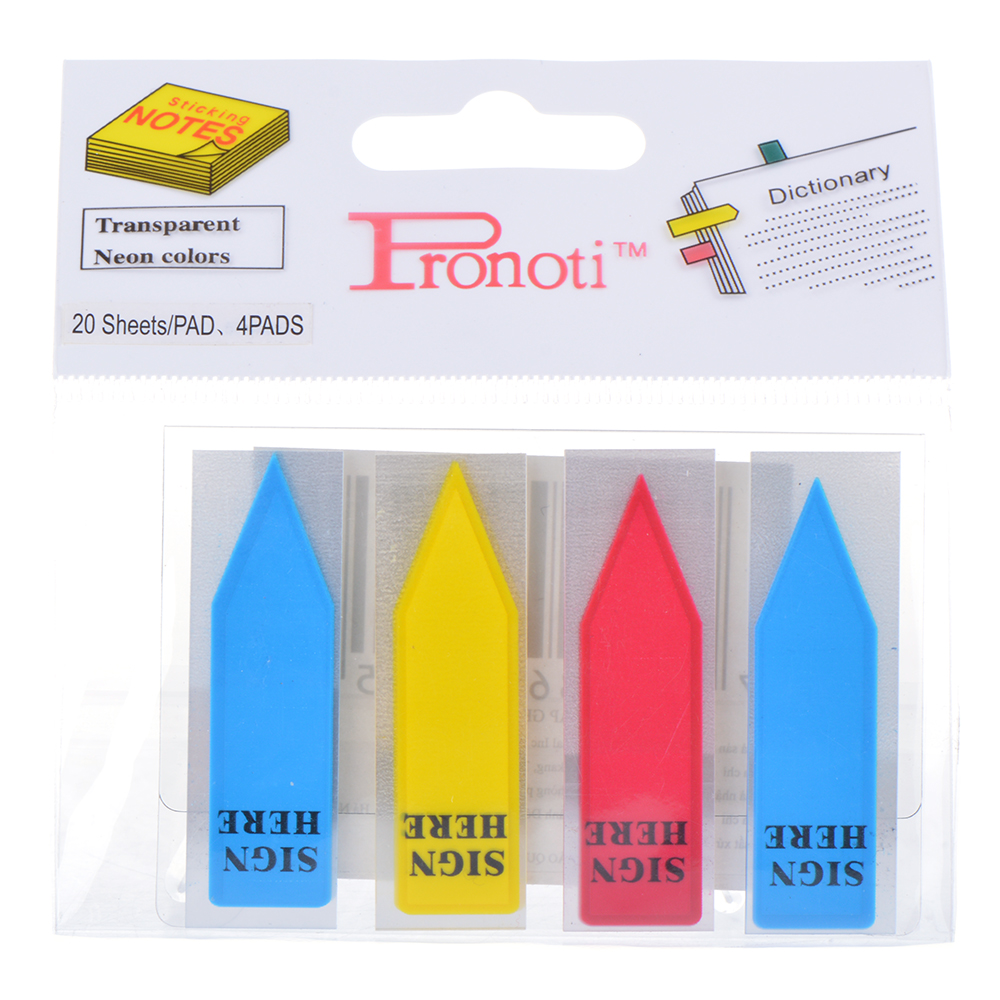 Sticking
NOTES
Transparent
Neon colors
20 Sheets/PAD、4PADS
Pronoti™
Dictionary
SIGN
HERE
SIGN
HERE
SIGN
HERE
SIGN
HERE